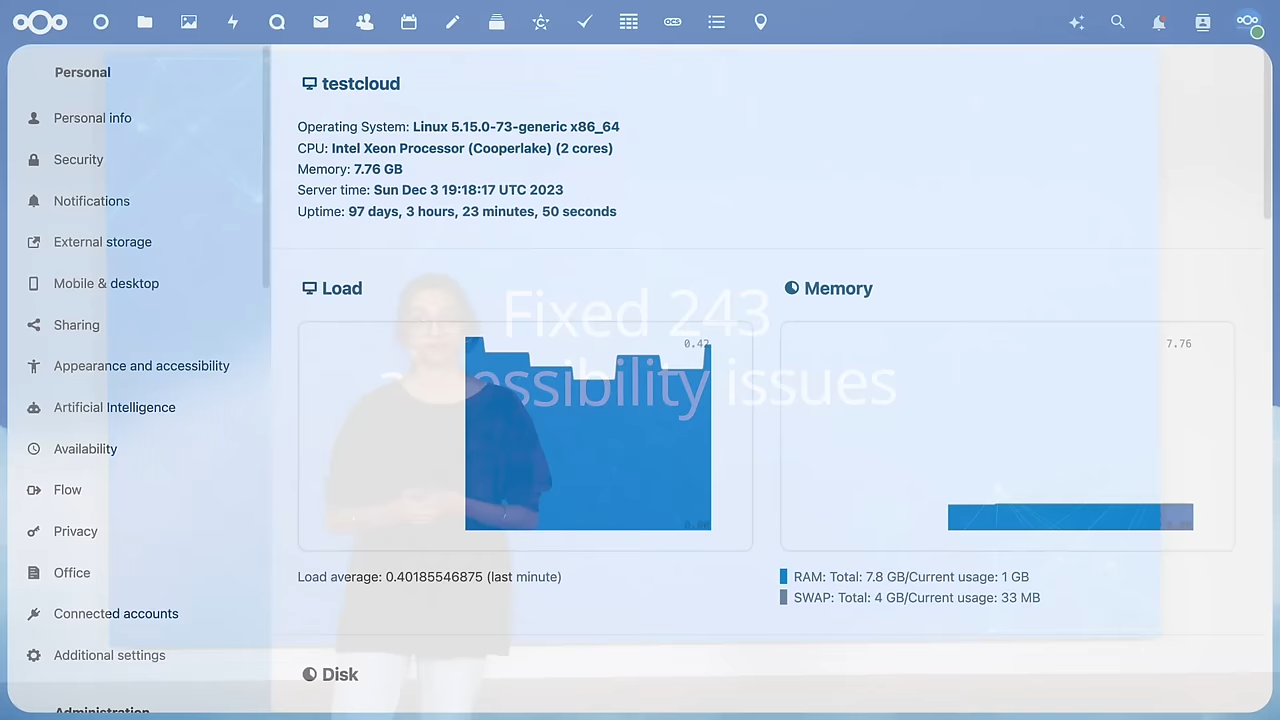 Personal
Personal info
Security
Notifications
External storage
Mobile & desktop
Sharing
Appearance and accessibility
Artificial Intelligence
Availability
Flow
Privacy
Office
Connected accounts
Additional settings
Administration
testcloud
Operating System: Linux 5.15.0-73-generic x86_64
CPU: Intel Xeon Processor (Cooperlake) (2 cores)
Memory: 7.76 GB
Server time: Sun Dec 3 19:18:17 UTC 2023
Uptime: 97 days, 3 hours, 23 minutes, 50 seconds
Load
0.42
0.00
Load average: 0.40185546875 (last minute)
Memory
7.76
RAM: Total: 7.8 GB/Current usage: 1 GB
SWAP: Total: 4 GB/Current usage: 33 MB
Disk
Fixed 243
accessibility issues
OCS